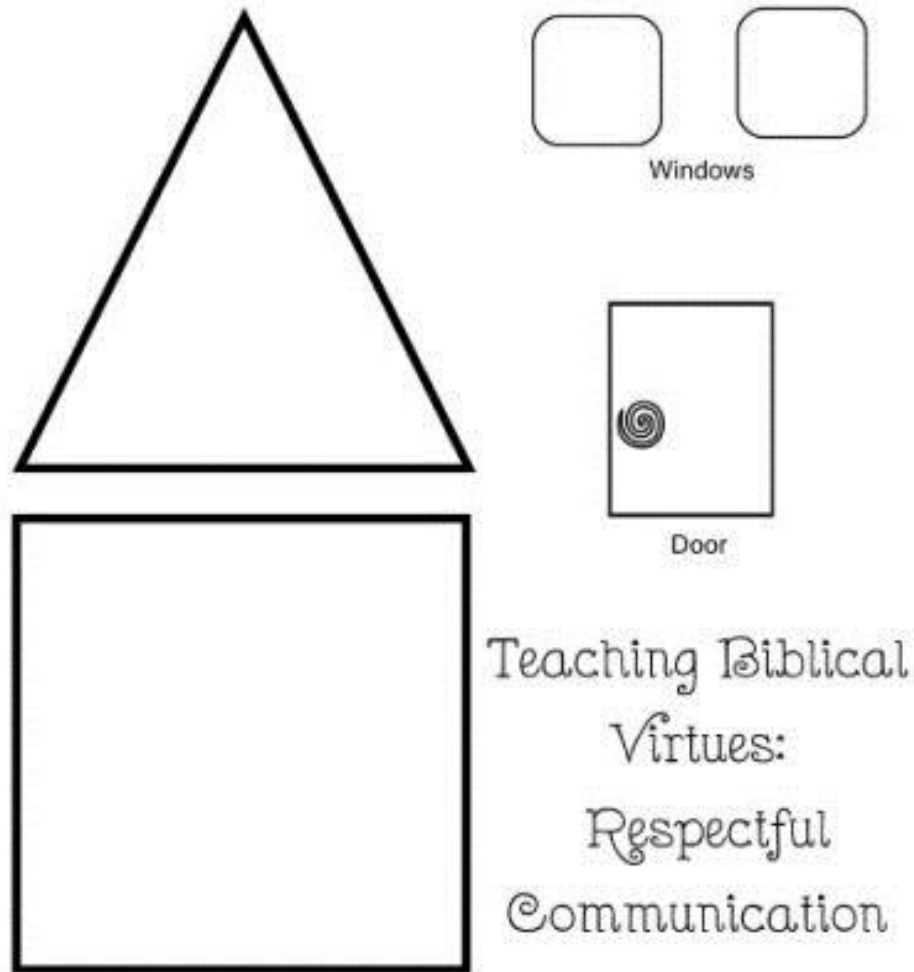 Windows
Door
Teaching Biblical
Virtues:
Respectful
Communication